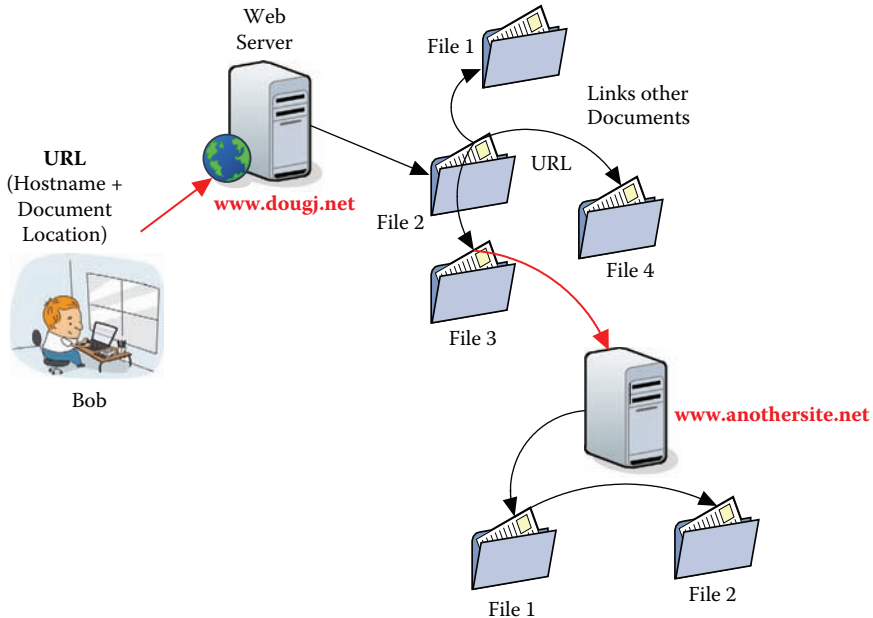 Web
Server
File 1
Links other
Documents
URL
(Hostname +
Document
Location)
www.dougj.net
URL
File 2
File 4
File 3
Bob
www.anothersite.net
File 1
File 2